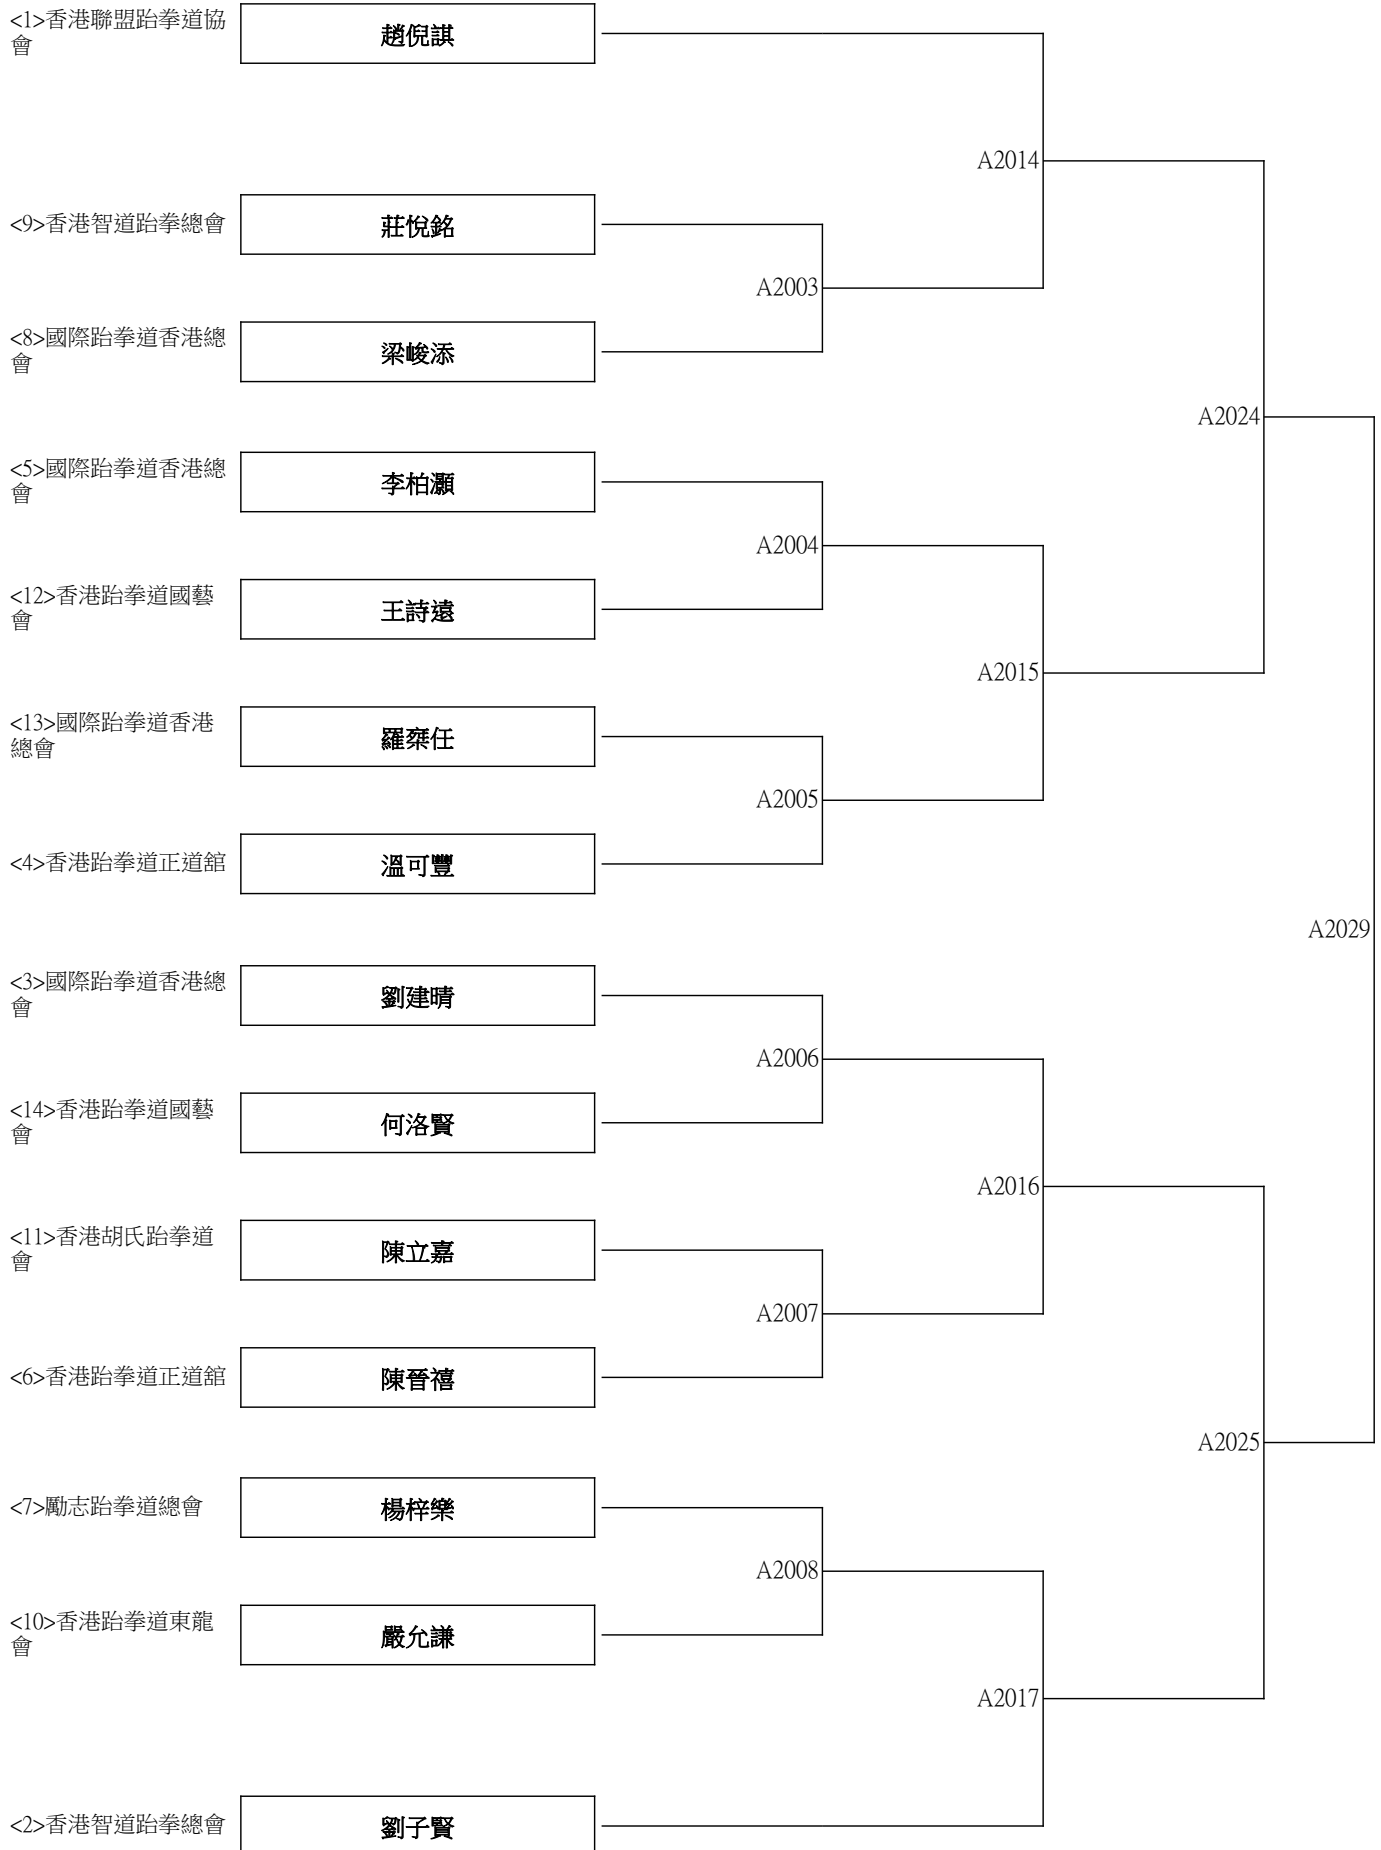 <1>香港聯盟跆拳道協
會
趙倪諆
A2014
<9>香港智道跆拳總會
莊悅銘
A2003
<8>國際跆拳道香港總
會
梁峻添
A2024
<5>國際跆拳道香港總
會
李柏灝
A2004
<12>香港跆拳道國藝
會
王詩遠
A2015
<13>國際跆拳道香港
總會
羅棸任
A2005
<4>香港跆拳道正道舘
溫可豐
A2029
<3>國際跆拳道香港總
會
劉建晴
A2006
<14>香港跆拳道國藝
會
何洛賢
A2016
<11>香港胡氏跆拳道
會
陳立嘉
A2007
<6>香港跆拳道正道舘
陳晉禧
A2025
<7>勵志跆拳道總會
楊梓樂
A2008
<10>香港跆拳道東龍
會
嚴允謙
A2017
<2>香港智道跆拳總會
劉子賢